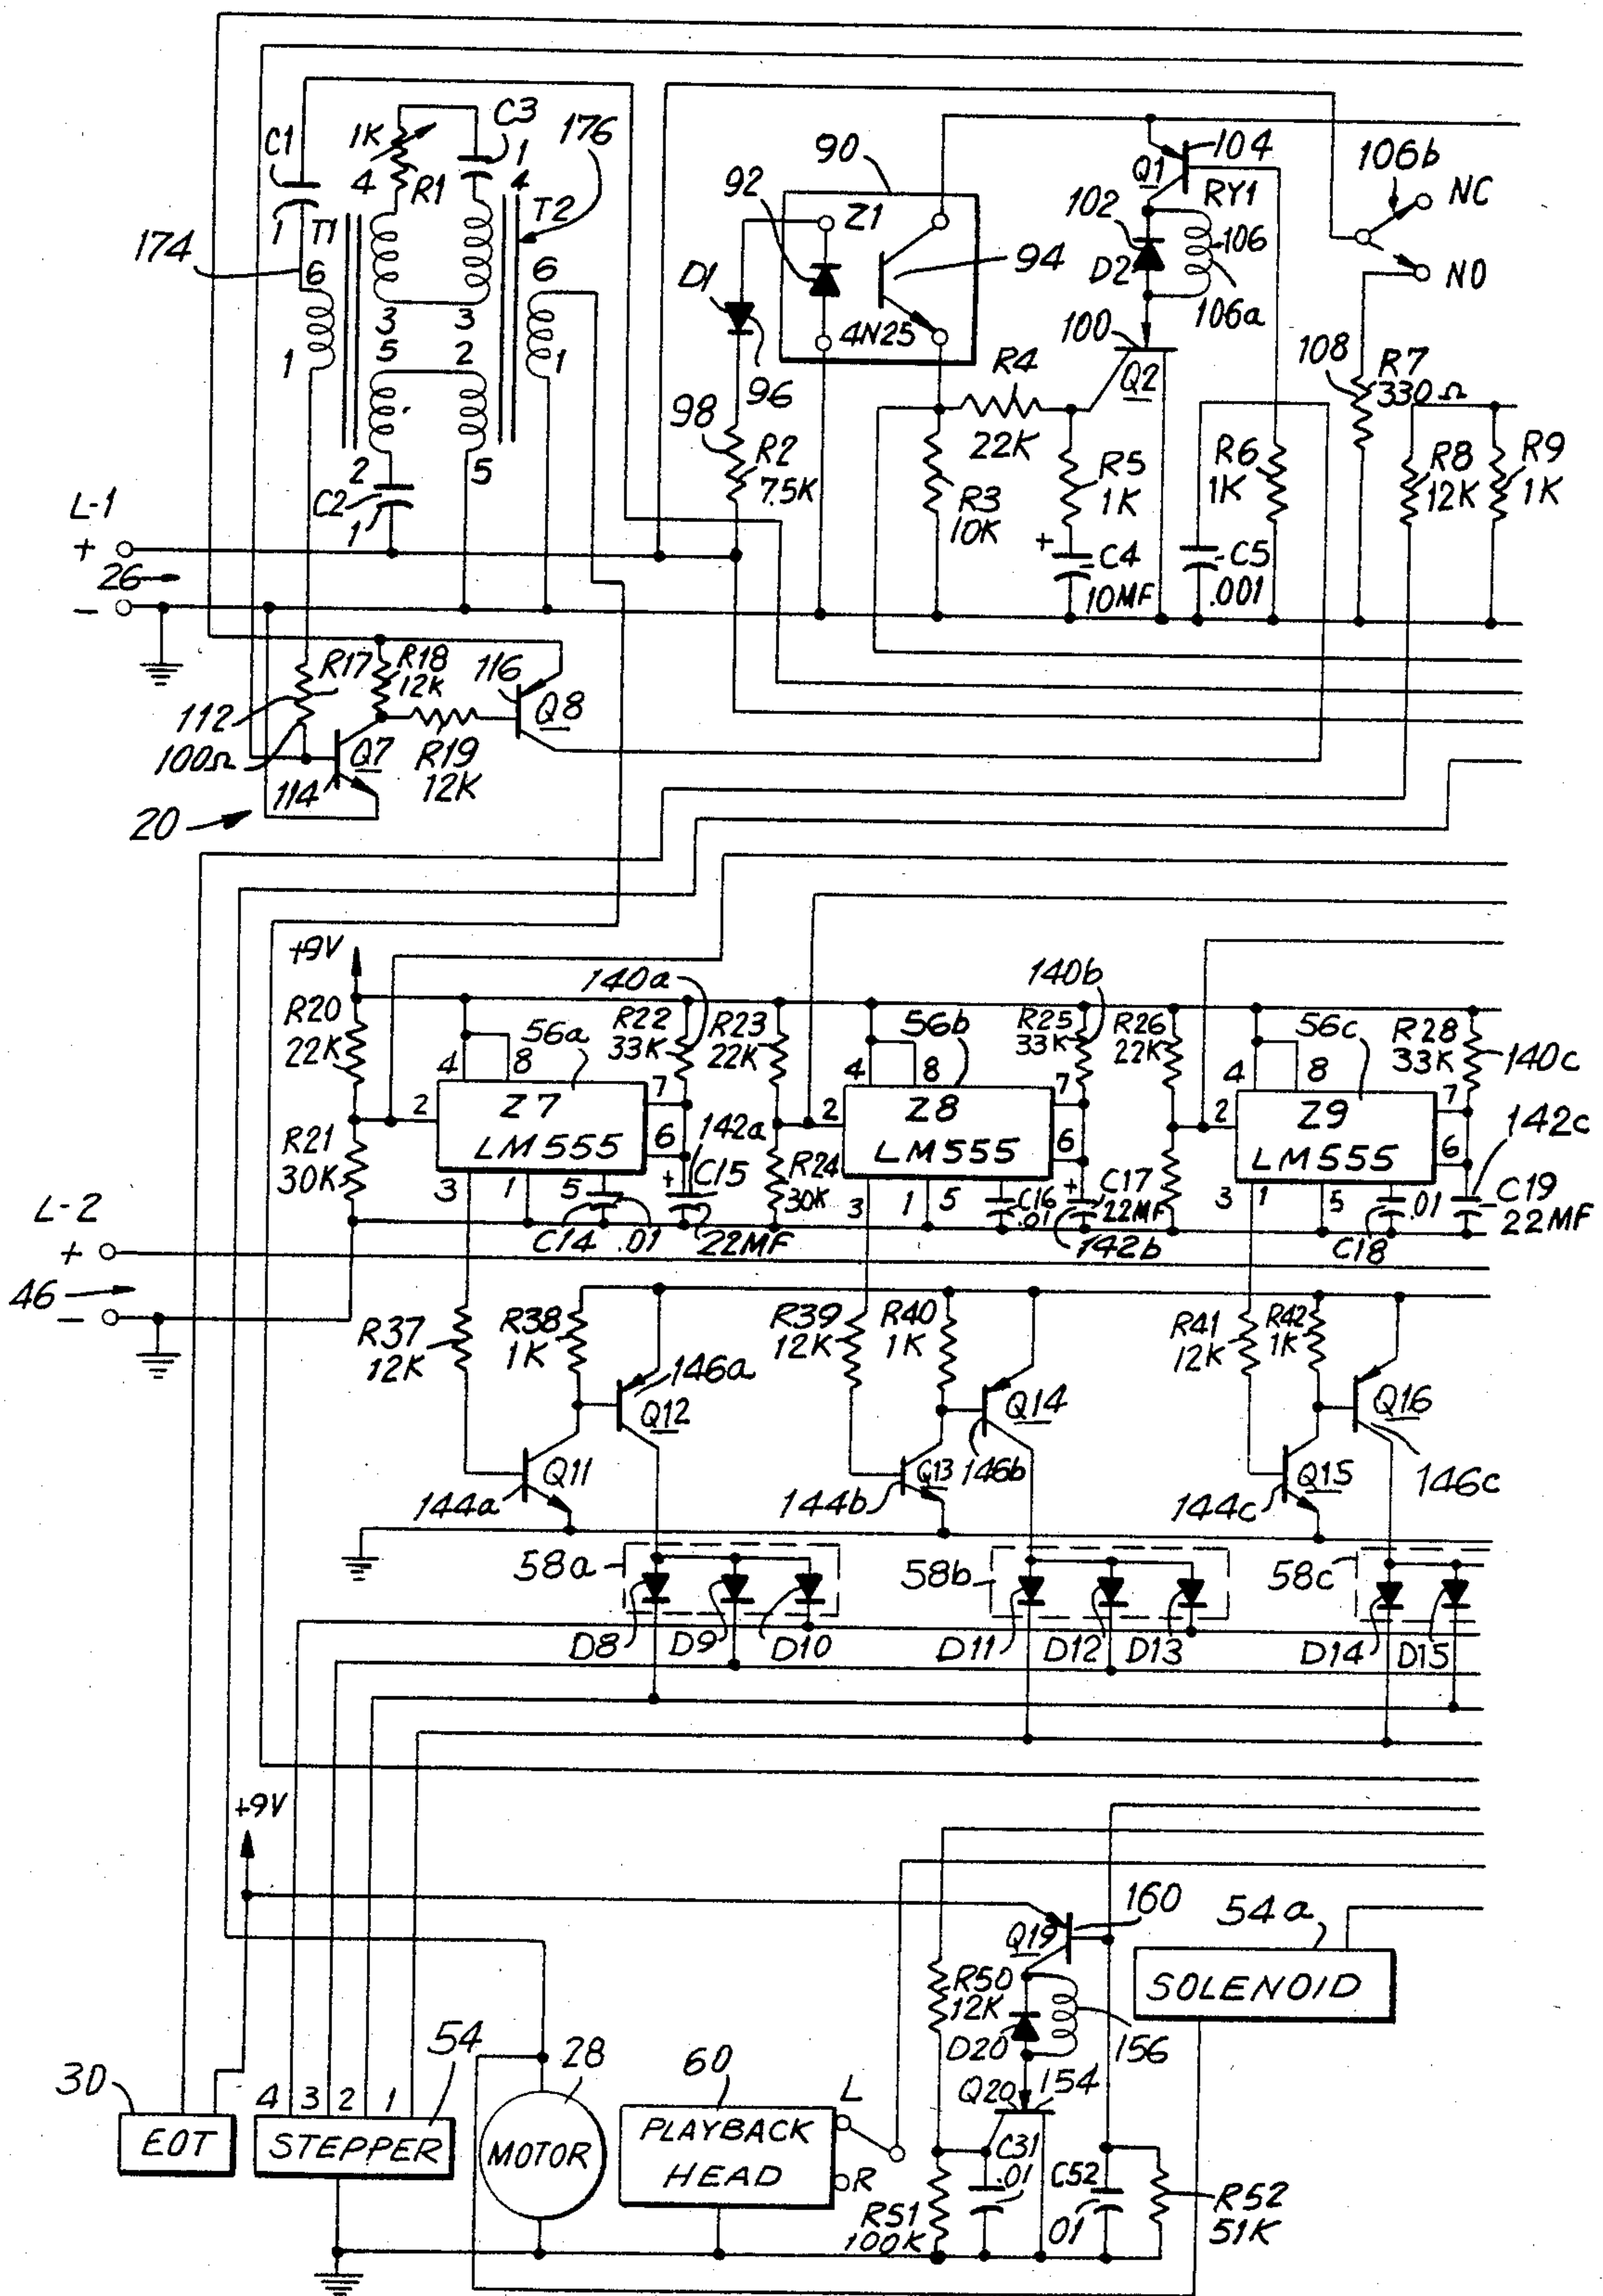 C1
1K
C3
176
90
104
106b
4
R1
1
4
T2
92
Z1
Q1
RY1
NC
1
T1
102
106
174
6
6
D1
94
D2
NO
3
3
4N25
106a
1
5
2
1
96
100
108
R7
R4
Q2
330Ω
98
R2
22K
R5
R6
R8
R9
2
5
7.5K
R3
1K
1K
12K
1K
L-1
C2
10K
1
+
+
C4
C5
26
10MF
.001
−
R17
R18
116
12K
112
Q8
100Ω
Q7
R19
114
12K
20
+9V
140a
140b
R20
R22
R23
R25
R26
R28
22K
56a
33K
22K
56b
33K
22K
56c
33K
140c
4
8
4
8
4
8
2
Z7
7
2
Z8
7
2
Z9
7
142a
142c
R21
LM555
6
LM555
6
LM555
6
30K
+
C15
R24
30K
+
C17
C19
3
1
5
3
1
5
C16
22MF
3
1
5
.01
22MF
L-2
.01
C14
.01
22MF
142b
C18
+
46
−
R37
R38
R39
R40
R41
R42
12K
1K
12K
1K
12K
1K
146a
Q12
Q14
Q16
Q11
Q13
146b
Q15
146c
144a
144b
144c
58a
58b
58c
D8
D9
D10
D11
D12
D13
D14
D15
+9V
160
54a
Q19
R50
SOLENOID
12K
D20
156
54
28
60
30
L
Q20
154
4
3
2
1
EOT
STEPPER
MOTOR
PLAYBACK
HEAD
R
C31
.01
C52
R51
01
R52
100K
51K